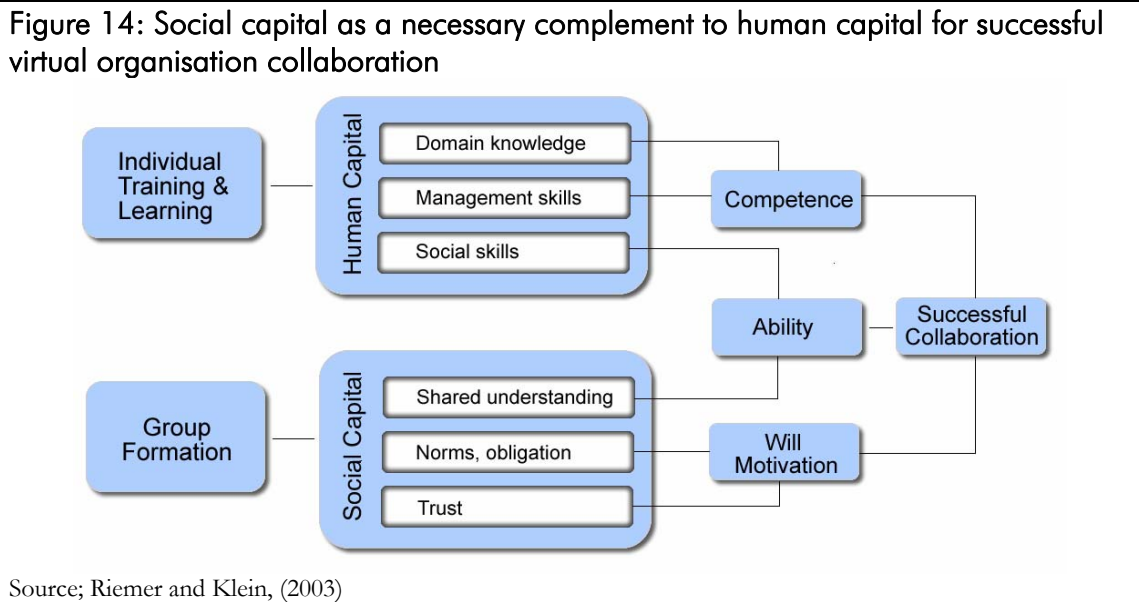 Figure 14: Social capital as a necessary complement to human capital for successful
virtual organisation collaboration
Individual
Training &
Learning
Human Capital
Domain knowledge
Management skills
Social skills
Competence
Ability
Successful
Collaboration
Group
Formation
Social Capital
Shared understanding
Norms, obligation
Trust
Will
Motivation
Source; Riemer and Klein, (2003)